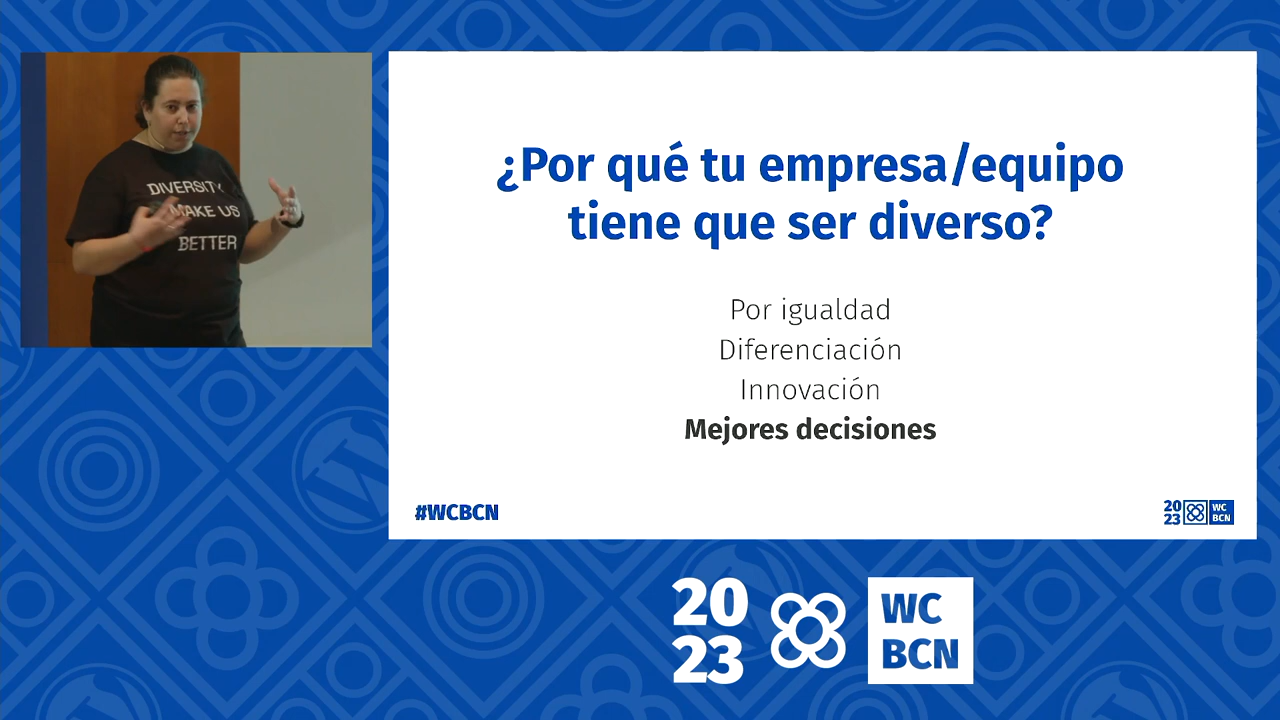 DIVERSITY
MAKE US
BETTER
¿Por qué tu empresa/equipo
tiene que ser diverso?
Por igualdad
Diferenciación
Innovación
Mejores decisiones
#WCBCN
20
23
WC
BCN
20
23
WC
BCN